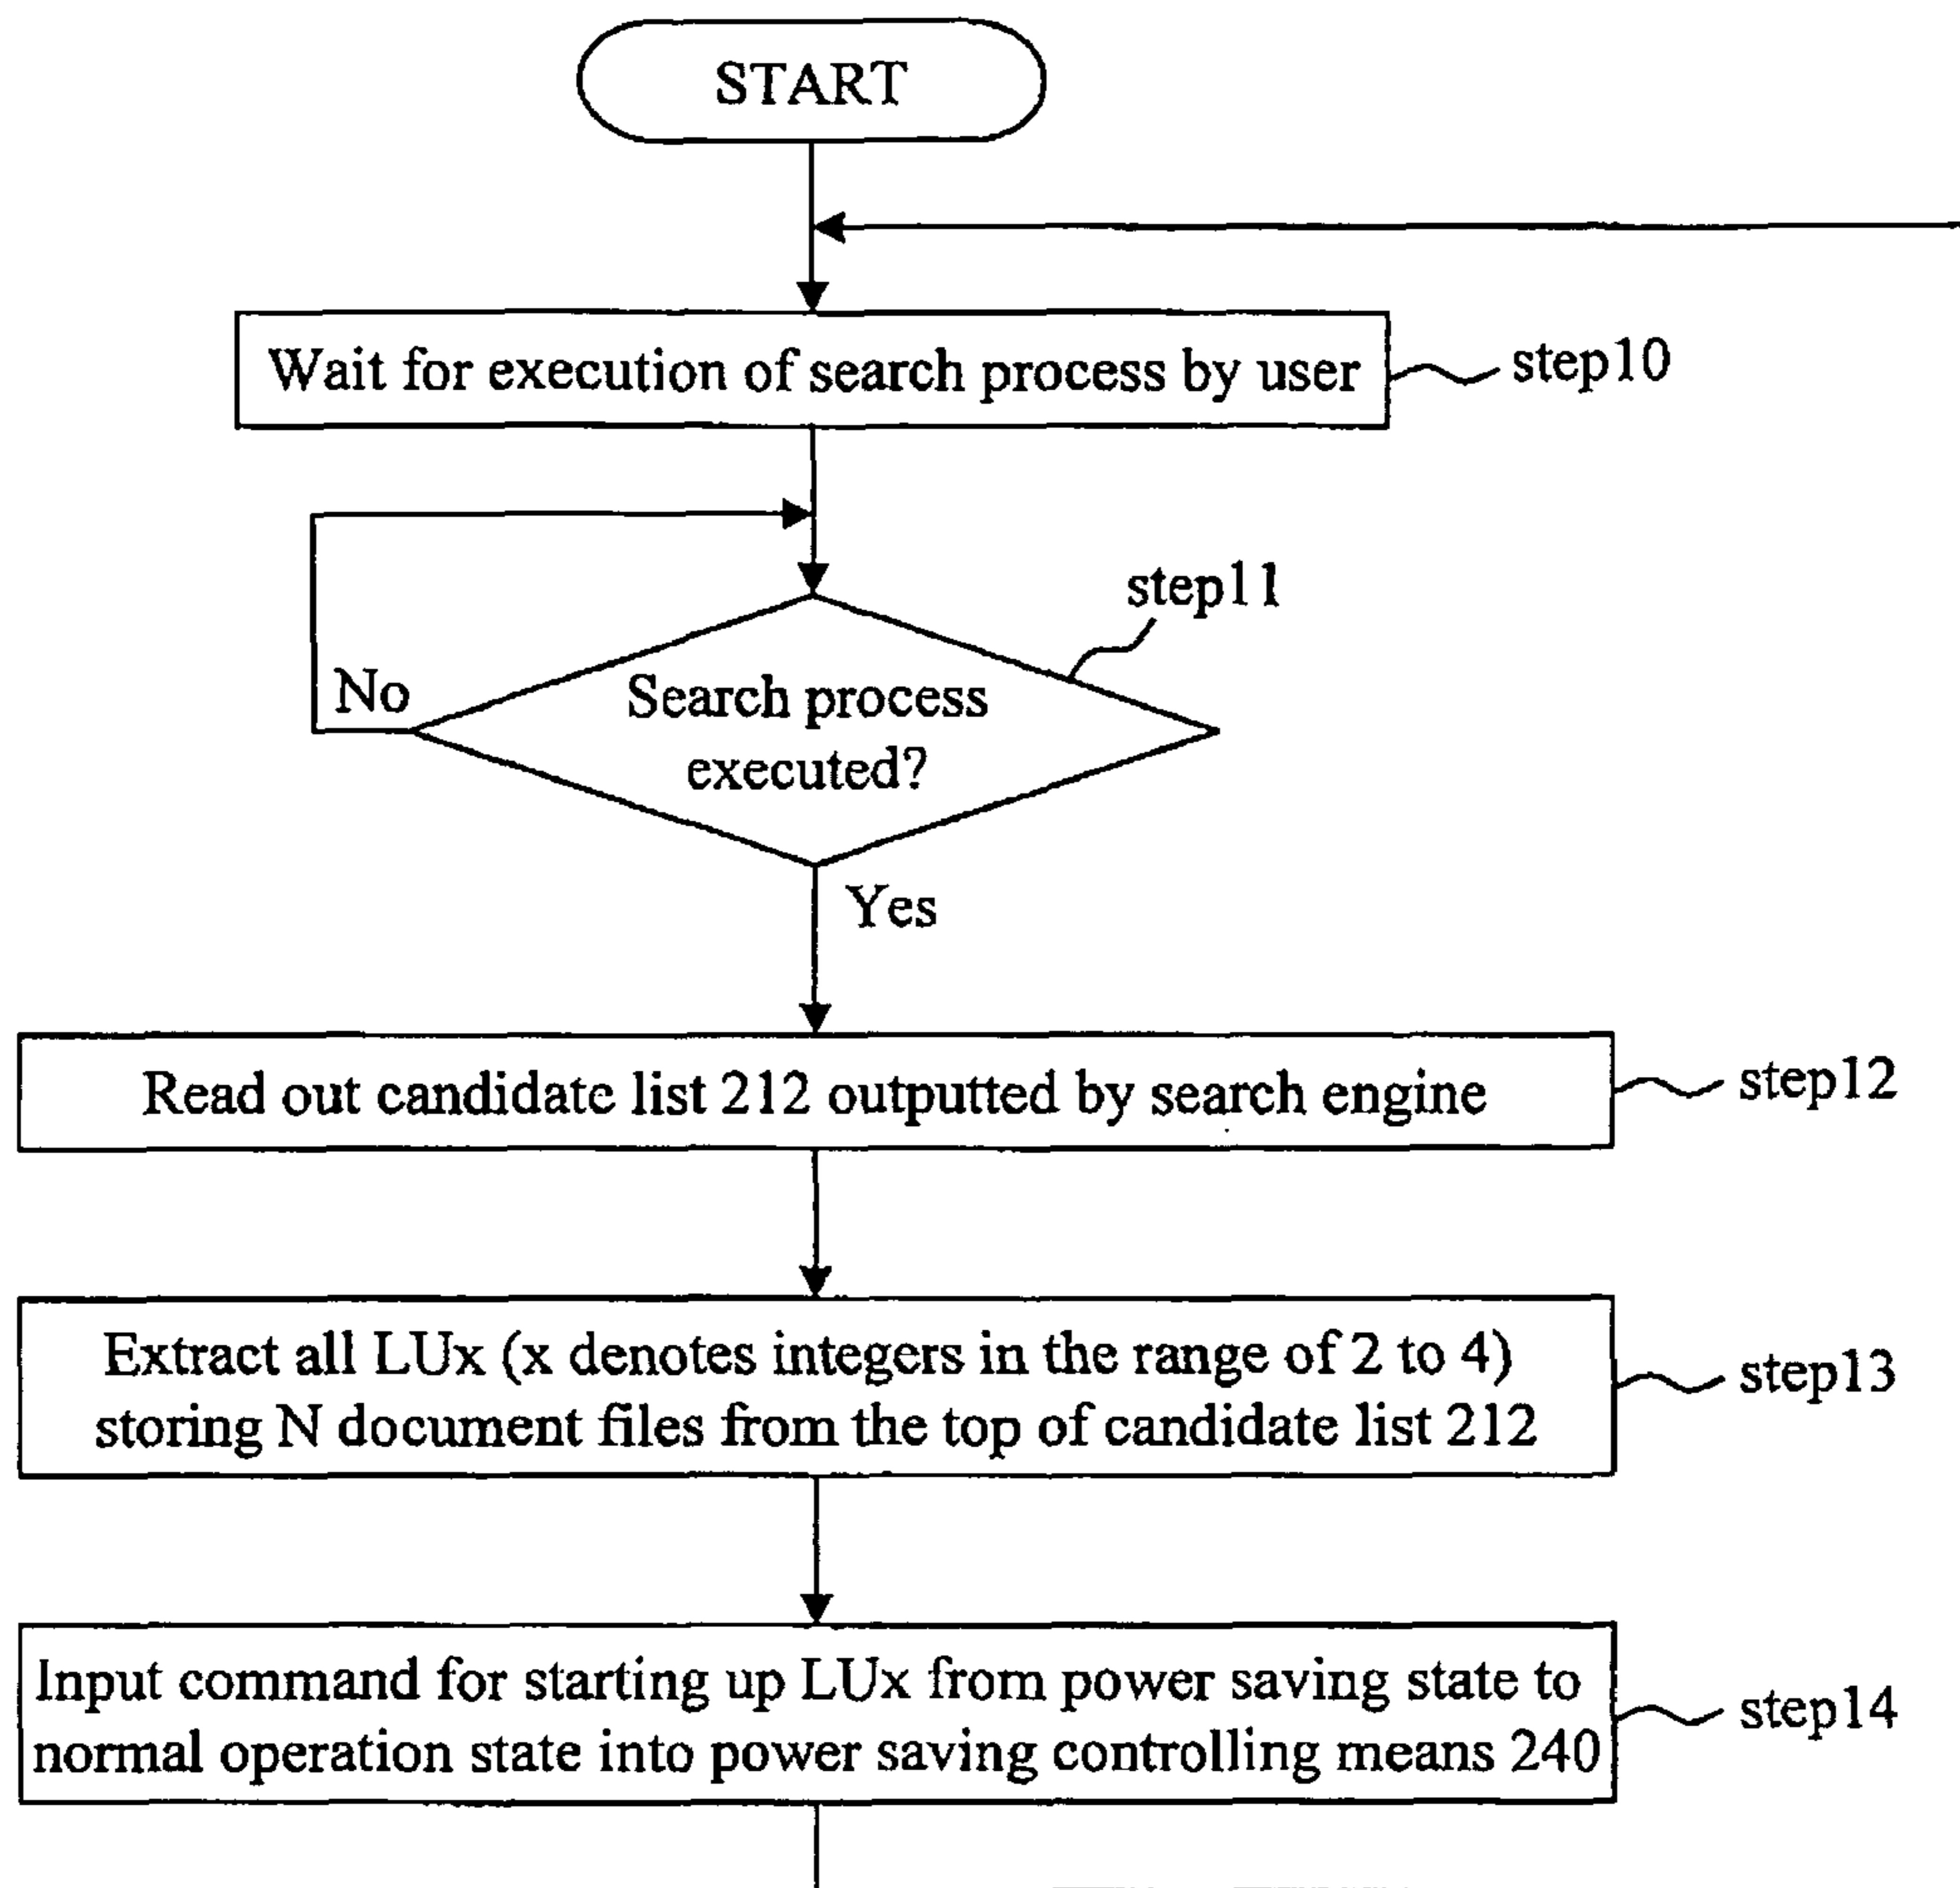 START
Wait for execution of search process by user
step10
step11
No
Search process
executed?
Yes
Read out candidate list 212 outputted by search engine
step12
Extract all LUx (x denotes integers in the range of 2 to 4)
storing N document files from the top of candidate list 212
step13
Input command for starting up LUx from power saving state to
normal operation state into power saving controlling means 240
step14